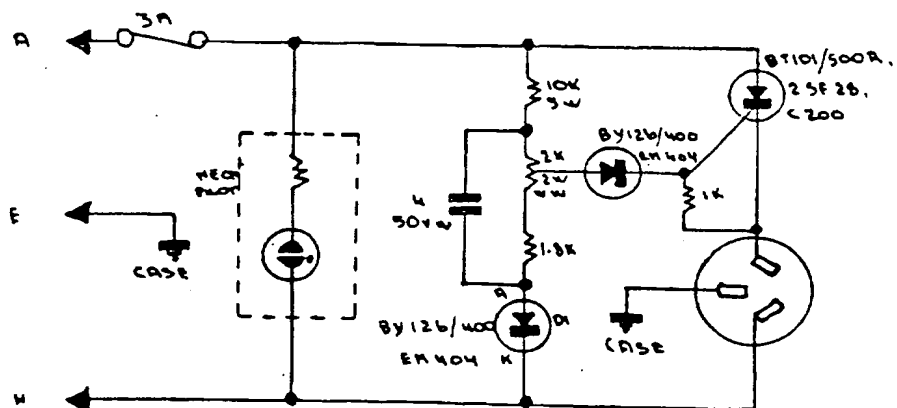 3A
A
BT101/500R,
2SF28,
C200
10K
5W
BY126/400
EM404
2K
2W
WW
1K
NEON
PILOT
4
50VW
E
CASE
1.8K
A
D1
BY126/400
EM404
K
CASE
N